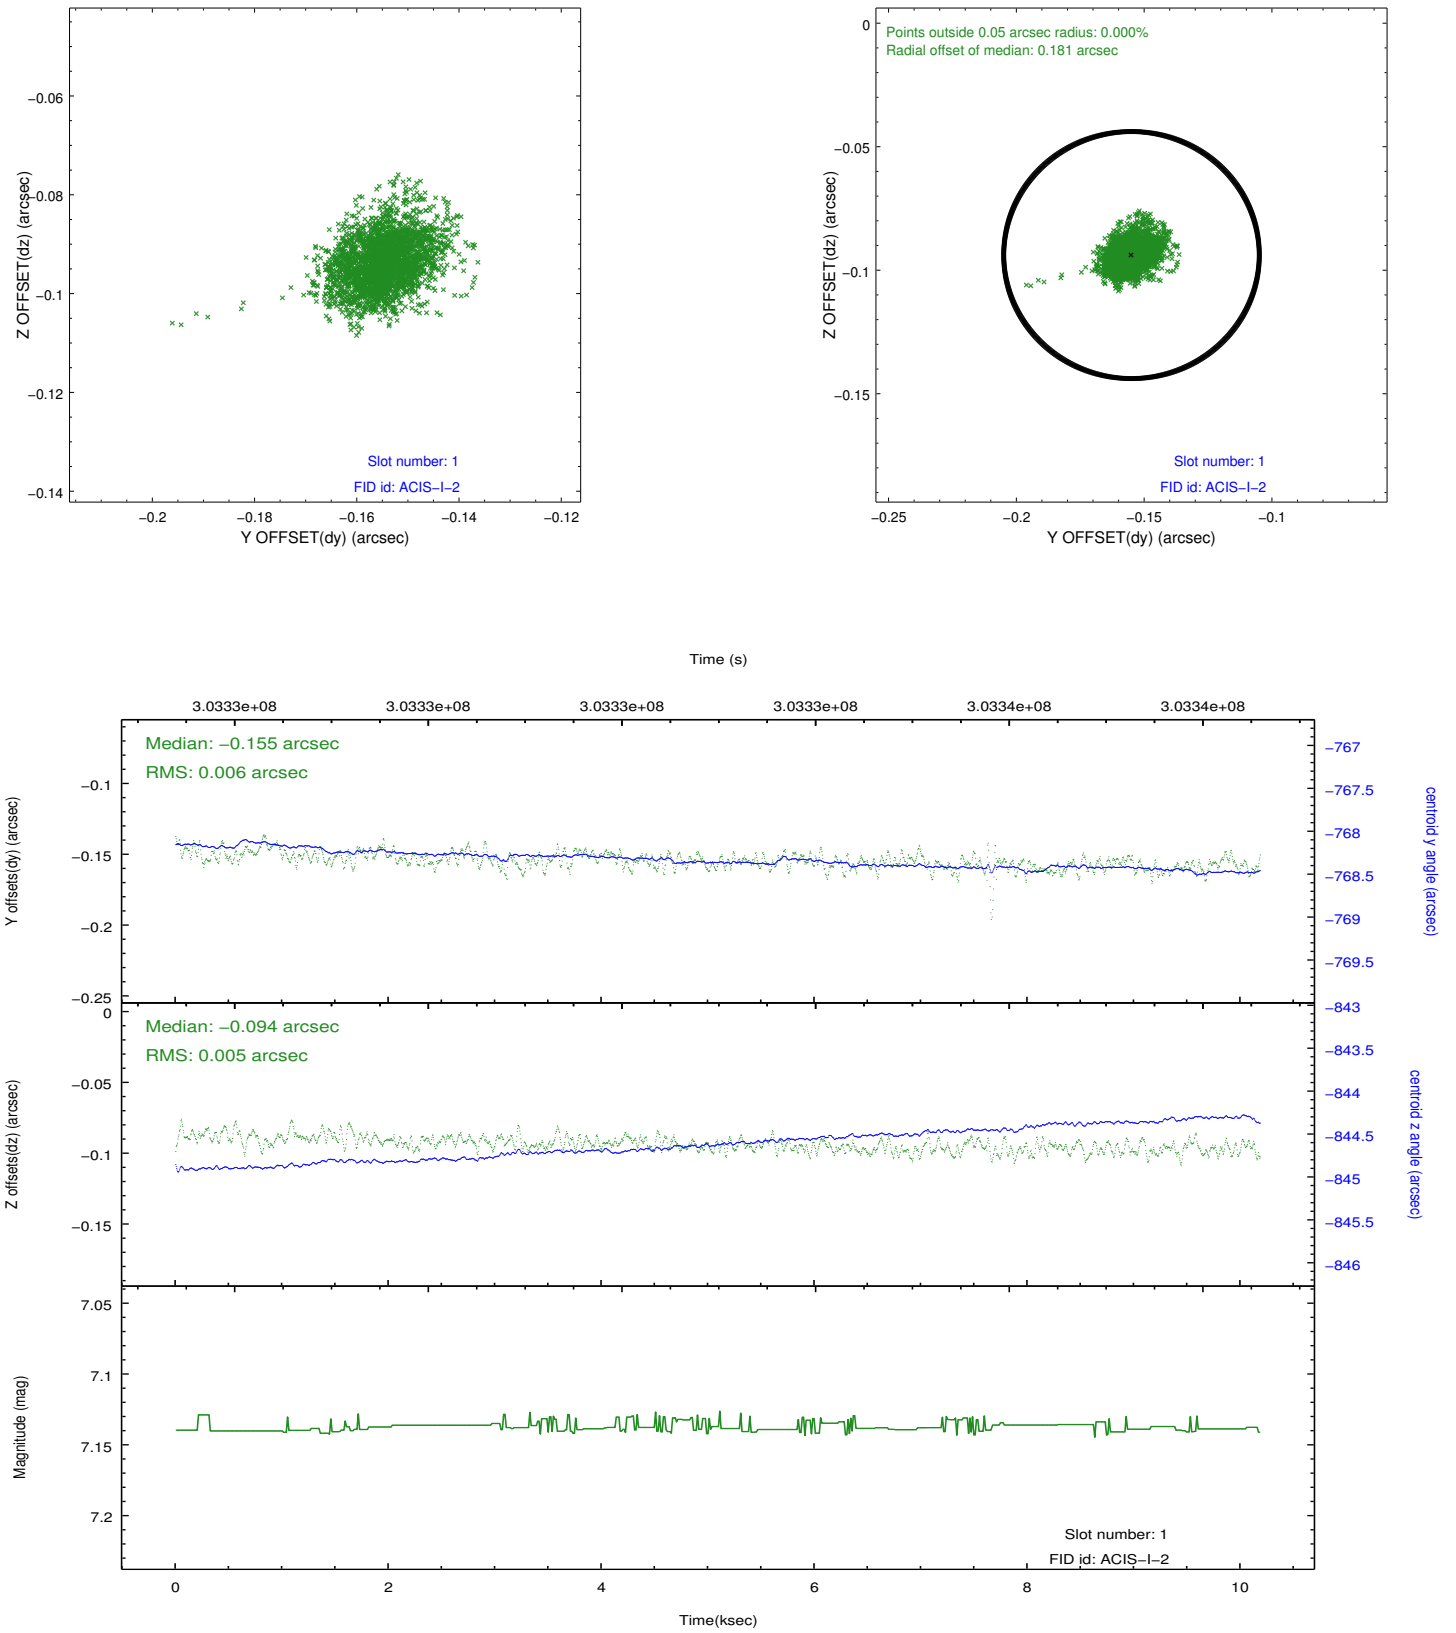 Z OFFSET(dz) (arcsec)
−0.06
−0.08
−0.1
−0.12
−0.14
Slot number: 1
FID id: ACIS−I−2
−0.2 −0.18 −0.16 −0.14 −0.12
Y OFFSET(dy) (arcsec)
Points outside 0.05 arcsec radius: 0.000%
Radial offset of median: 0.181 arcsec
Z OFFSET(dz) (arcsec)
0
−0.05
−0.1
−0.15
Slot number: 1
FID id: ACIS−I−2
−0.25 −0.2 −0.15 −0.1
Y OFFSET(dy) (arcsec)
Time (s)
3.0333e+08 3.0333e+08 3.0333e+08 3.0333e+08 3.0334e+08 3.0334e+08
Median: −0.155 arcsec
RMS: 0.006 arcsec
Y offsets(dy) (arcsec)
−0.1
−0.15
−0.2
−0.25
centroid y angle (arcsec)
−767
−767.5
−768
−768.5
−769
−769.5
Median: −0.094 arcsec
RMS: 0.005 arcsec
Z offsets(dz) (arcsec)
0
−0.05
−0.1
−0.15
centroid z angle (arcsec)
−843
−843.5
−844
−844.5
−845
−845.5
−846
Magnitude (mag)
7.05
7.1
7.15
7.2
Slot number: 1
FID id: ACIS−I−2
0 2 4 6 8 10
Time(ksec)